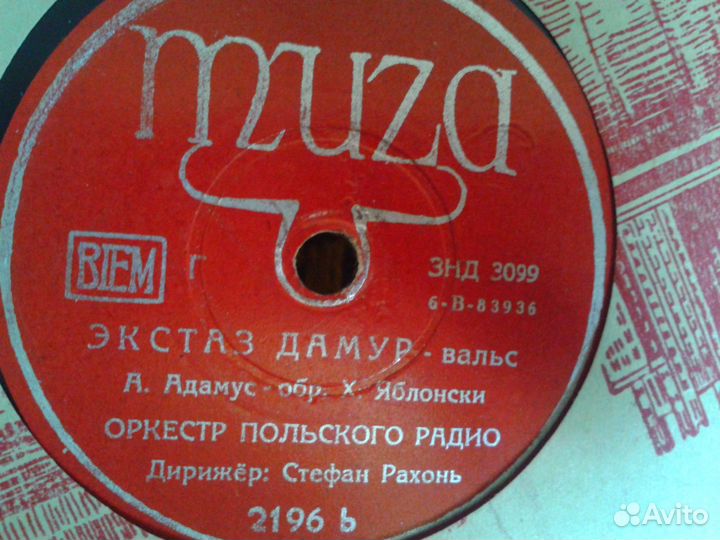 muza
BIEM Г ЗНД 3099
6-B-83936
ЭКСТАЗ ДАМУР - вальс
А. Адамус - обр. Х. Яблонски
ОРКЕСТР ПОЛЬСКОГО РАДИО
Дирижёр: Стефан Рахонь
2196 b
Avito